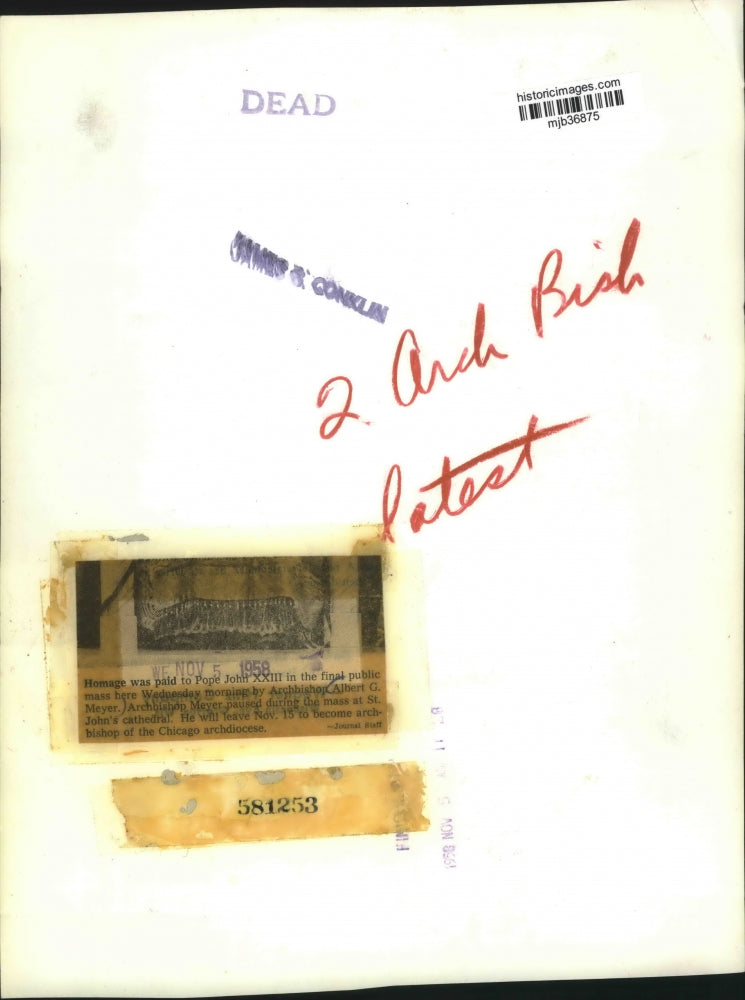 DEAD
historicimages.com
mjb36875
JAMES S. CONKLIN
2 Arch Bish
latest
WE NOV 5 1958
Homage was paid to Pope John XXIII in the final public
mass here Wednesday morning by Archbishop Albert G.
Meyer. Archbishop Meyer paused during the mass at St.
John's cathedral. He will leave Nov. 15 to become arch-
bishop of the Chicago archdiocese.
—Journal Staff
581253
1958 NOV 5